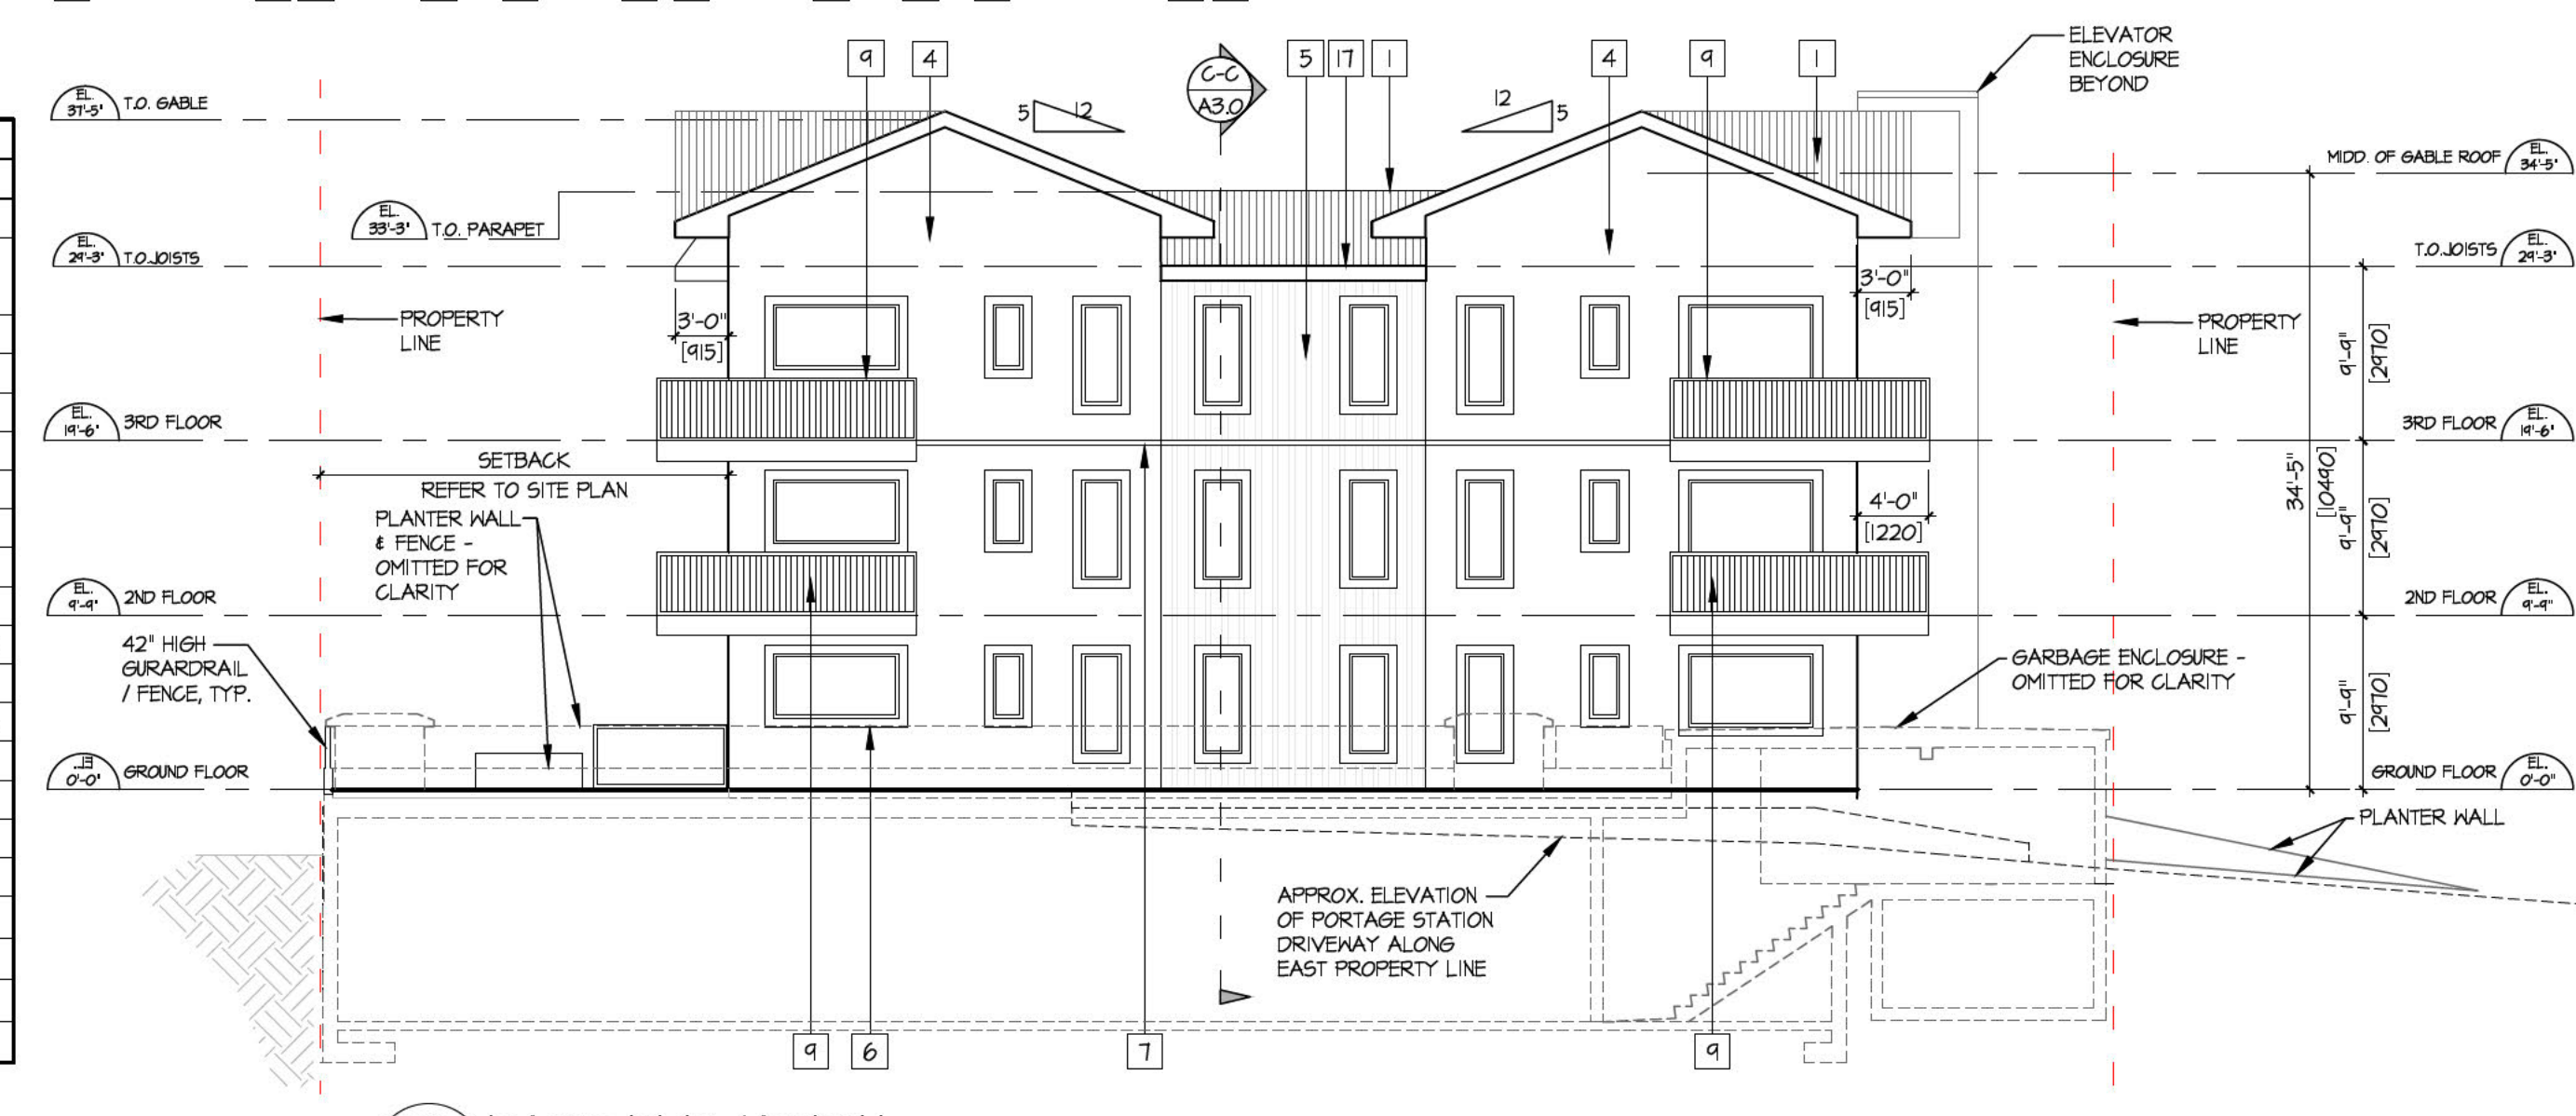 9
4
C-C
A3.0
5
17
1
4
9
1
ELEVATOR
ENCLOSURE
BEYOND
EL.
37'-5"
T.O. GABLE
5
12
12
5
MIDD. OF GABLE ROOF
EL.
34'-5"
EL.
33'-3"
T.O. PARAPET
EL.
29'-3"
T.O.JOISTS
T.O.JOISTS
EL.
29'-3"
3'-0"
[915]
3'-0"
[915]
PROPERTY
LINE
PROPERTY
LINE
9'-9"
[2970]
EL.
19'-6"
3RD FLOOR
3RD FLOOR
EL.
19'-6"
SETBACK
REFER TO SITE PLAN
34'-5"
[10490]
9'-9"
[2970]
4'-0"
[1220]
PLANTER WALL
& FENCE -
OMITTED FOR
CLARITY
EL.
9'-9"
2ND FLOOR
2ND FLOOR
EL.
9'-9"
42" HIGH
GURARDRAIL
/ FENCE, TYP.
GARBAGE ENCLOSURE -
OMITTED FOR CLARITY
9'-9"
[2970]
EL.
0'-0"
GROUND FLOOR
GROUND FLOOR
EL.
0'-0"
PLANTER WALL
APPROX. ELEVATION
OF PORTAGE STATION
DRIVEWAY ALONG
EAST PROPERTY LINE
9
6
7
9